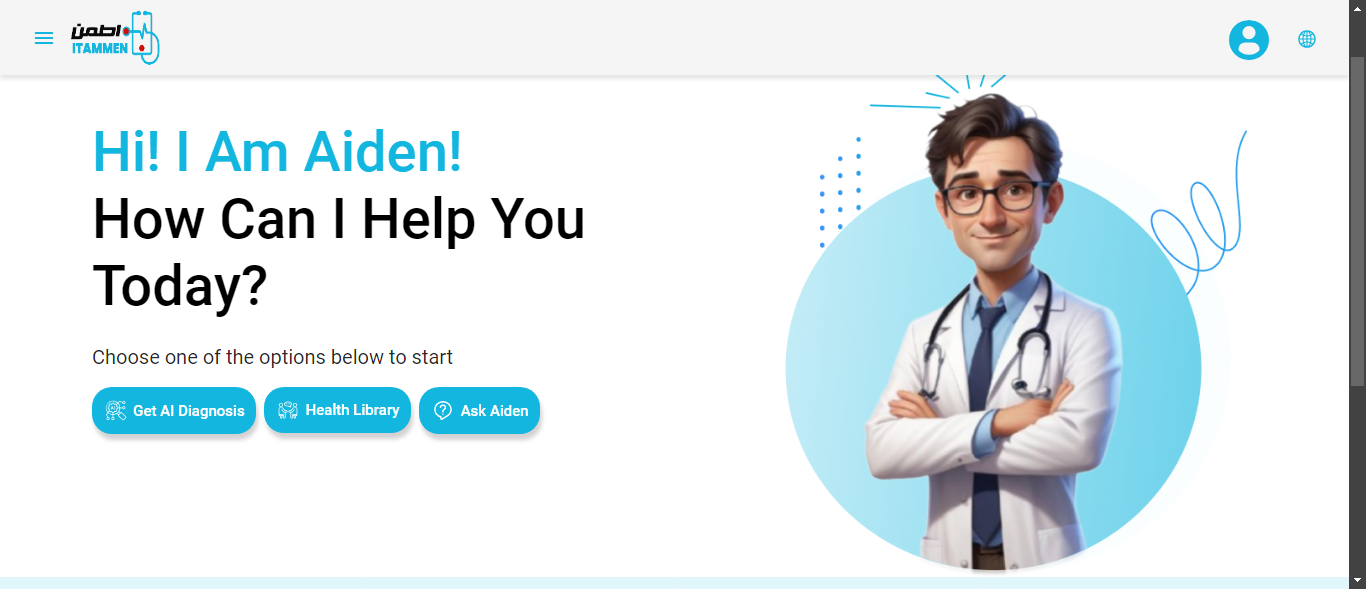 اطمن
ITAMMEN
Hi! I Am Aiden!
How Can I Help You
Today?
Choose one of the options below to start
Get AI Diagnosis
Health Library
Ask Aiden